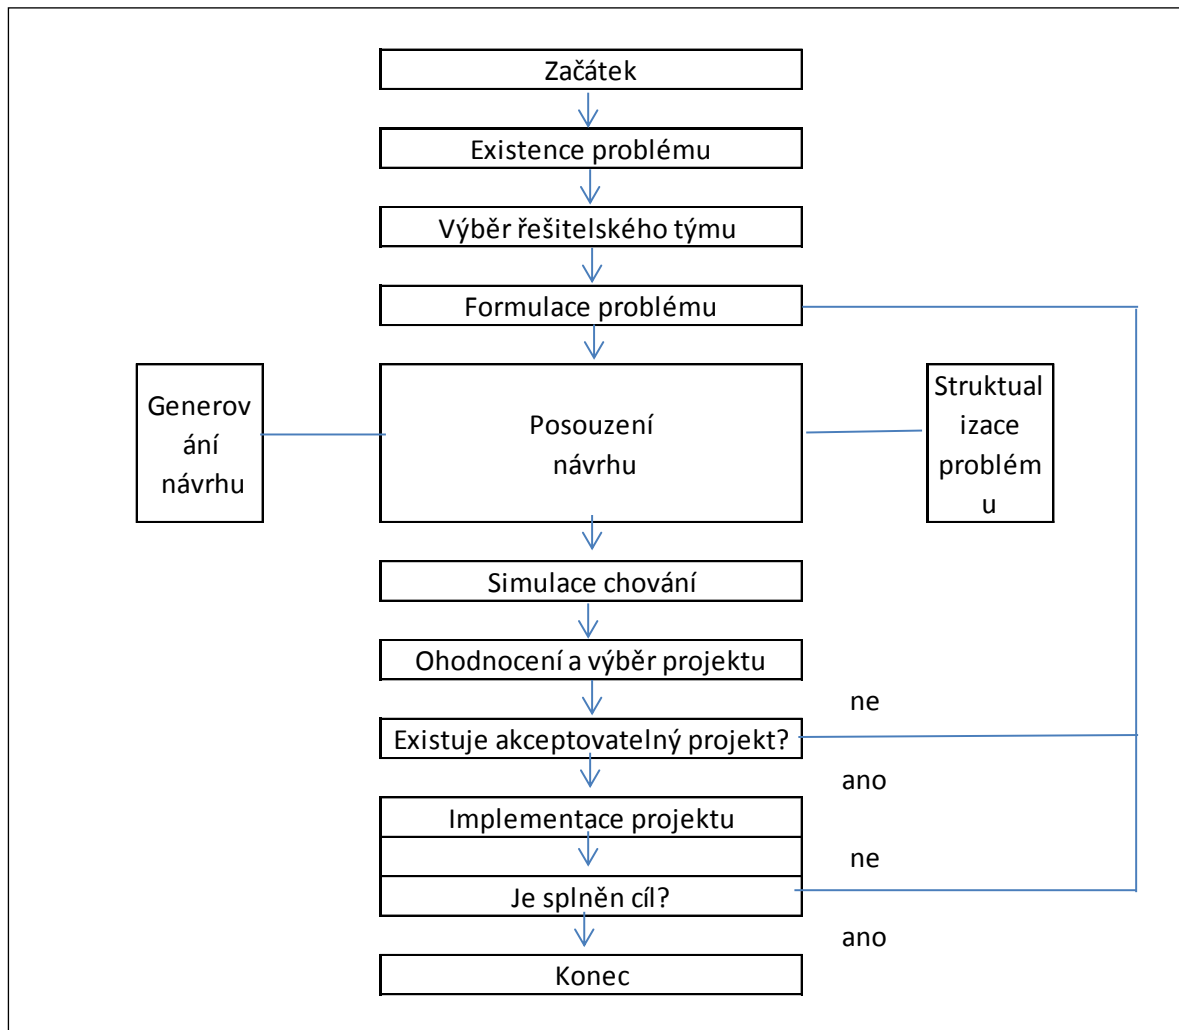 Začátek
Existence problému
Výběr řešitelského týmu
Formulace problému
Generov
ání
návrhu
Posouzení
návrhu
Struktual
izace
problém
u
Simulace chování
Ohodnocení a výběr projektu
ne
Existuje akceptovatelný projekt?
ano
Implementace projektu
ne
Je splněn cíl?
ano
Konec